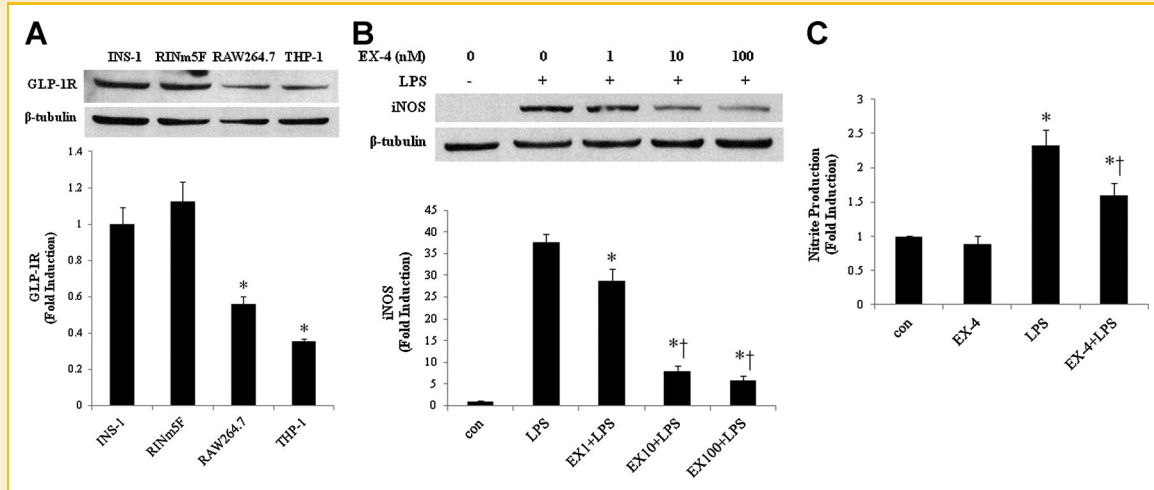 A
INS-1 RINm5F RAW264.7 THP-1
GLP-1R
β-tubulin
1.4
1.2
1
0.8
0.6
0.4
0.2
0
GLP-1R
(Fold Induction)
*
*
INS-1
RINm5F
RAW264.7
THP-1
B
EX-4 (nM) 0 0 1 10 100
LPS - + + + +
iNOS
β-tubulin
45
40
35
30
25
20
15
10
5
0
iNOS
(Fold Induction)
*
*†
*†
con
LPS
EX1+LPS
EX10+LPS
EX100+LPS
C
3
2.5
2
1.5
1
0.5
0
Nitrite Production
(Fold Induction)
*
*†
con
EX-4
LPS
EX-4+LPS